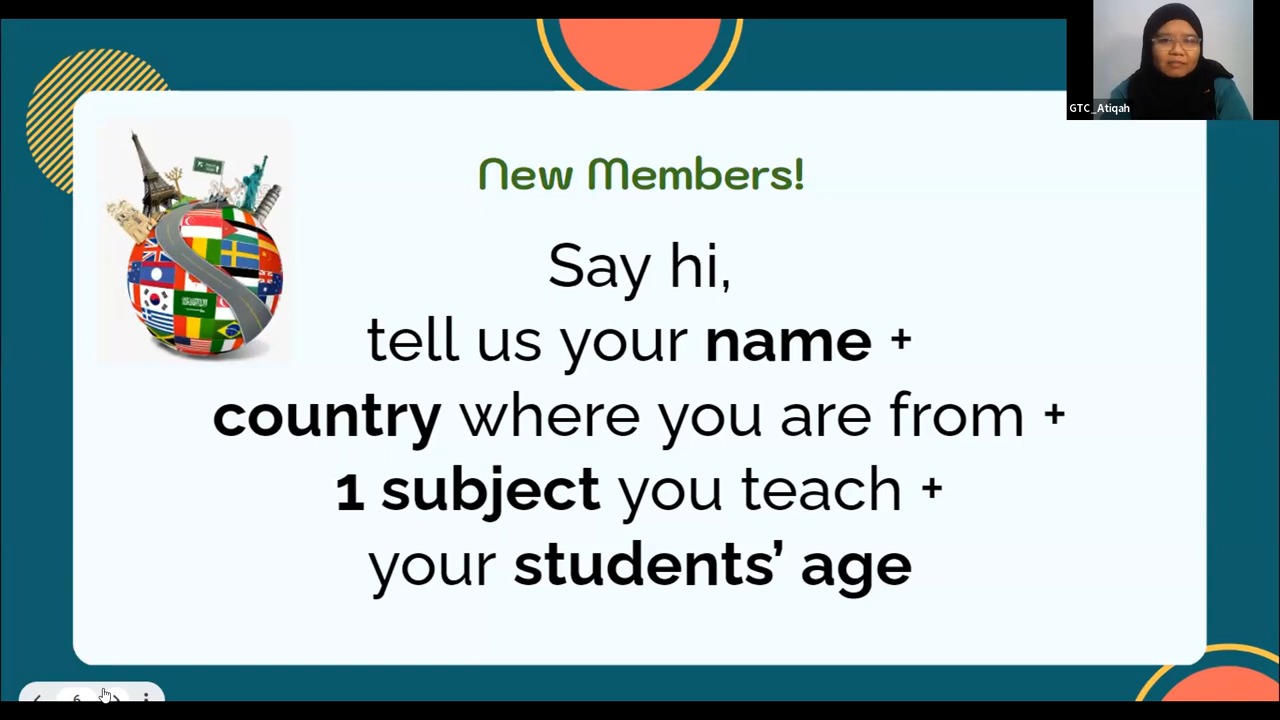 GTC_Atiqah
New Members!
Say hi,
tell us your name +
country where you are from +
1 subject you teach +
your students’ age
6